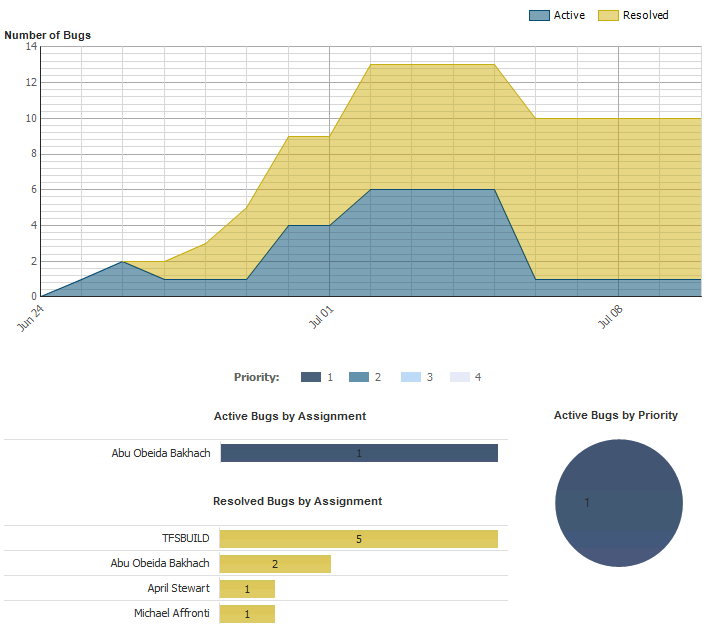 Active Resolved
Number of Bugs
14
12
10
8
6
4
2
0
Jun 24 Jul 01 Jul 08
Priority: 1 2 3 4
Active Bugs by Assignment
Abu Obeida Bakhach 1
Resolved Bugs by Assignment
TFSBUILD 5
Abu Obeida Bakhach 2
April Stewart 1
Michael Affronti 1
Active Bugs by Priority
1